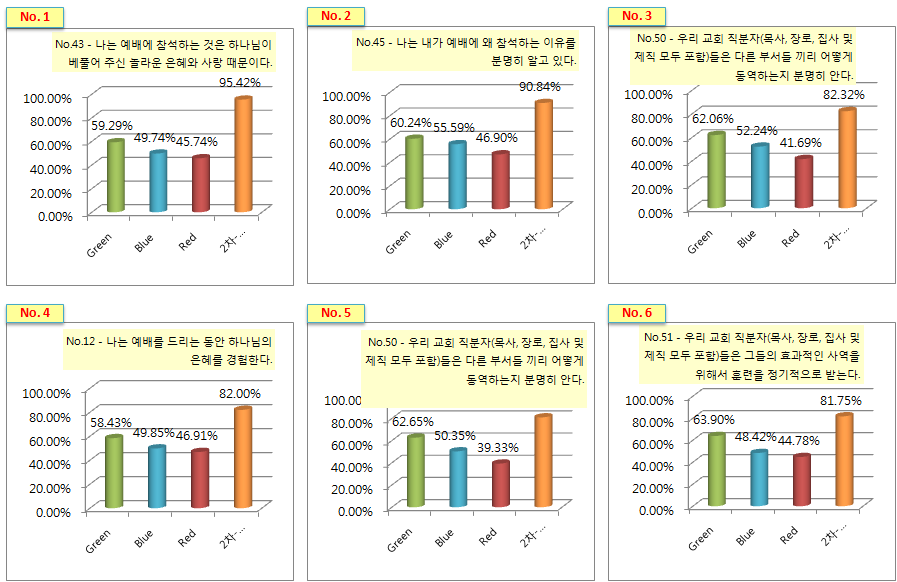 No. 1
No.43 - 나는 예배에 참석하는 것은 하나님이
베풀어 주신 놀라운 은혜와 사랑 때문이다.
95.42%
100.00%
80.00%
60.00%
40.00%
20.00%
0.00%
59.29%
49.74%
45.74%
Green
Blue
Red
2차-...
No. 2
No.45 - 나는 내가 예배에 왜 참석하는 이유를
분명히 알고 있다.
90.84%
100.00%
80.00%
60.00%
40.00%
20.00%
0.00%
60.24%
55.59%
46.90%
Green
Blue
Red
2차-...
No. 3
No.50 - 우리 교회 직분자(목사, 장로, 집사 및
제직 모두 포함)들은 다른 부서들 끼리 어떻게
동역하는지 분명히 안다.
82.32%
100.00%
80.00%
60.00%
40.00%
20.00%
0.00%
62.06%
52.24%
41.69%
Green
Blue
Red
2차-...
No. 4
No.12 - 나는 예배를 드리는 동안 하나님의
은혜를 경험한다.
82.00%
100.00%
80.00%
60.00%
40.00%
20.00%
0.00%
58.43%
49.85%
46.91%
Green
Blue
Red
2차-...
No. 5
No.50 - 우리 교회 직분자(목사, 장로, 집사 및
제직 모두 포함)들은 다른 부서들 끼리 어떻게
동역하는지 분명히 안다.
100.00
80.00%
60.00%
40.00%
20.00%
0.00%
62.65%
50.35%
39.33%
Green
Blue
Red
2차-...
No. 6
No.51 - 우리 교회 직분자(목사, 장로, 집사 및
제직 모두 포함)들은 그들의 효과적인 사역을
위해서 훈련을 정기적으로 받는다.
81.75%
100.00%
80.00%
60.00%
40.00%
20.00%
0.00%
63.90%
48.42%
44.78%
Green
Blue
Red
2차-...